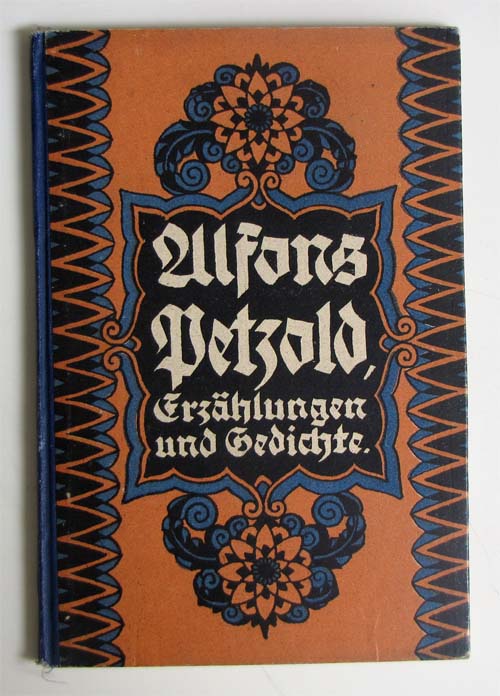 Alfons
Petzold,
Erzählungen
und Gedichte.